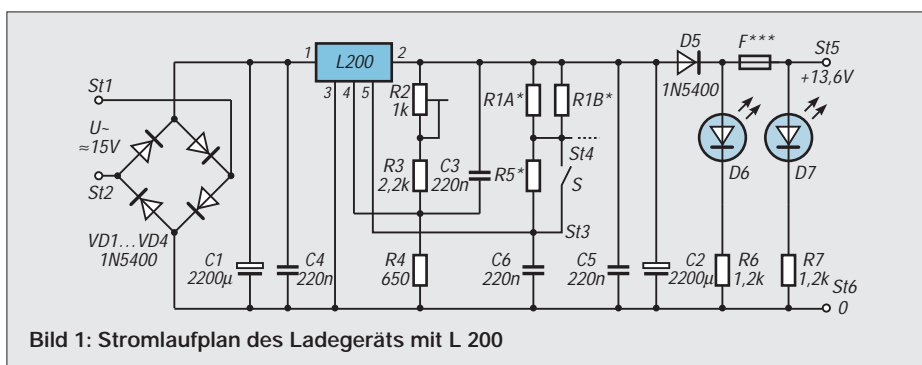 D5
F***
St5
1
L200
2
St1
3 4 5
R2
1k
R1A*
R1B*
1N5400
+13,6V
U~
≈15V
St2
R3
2,2k
C3
220n
R5*
St4
S
D6
D7
St3
VD1...VD4
1N5400
C1
2200µ
C4
220n
R4
650
C6
220n
C5
220n
C2
2200µ
R6
1,2k
R7
1,2k
St6
0
Bild 1: Stromlaufplan des Ladegeräts mit L 200